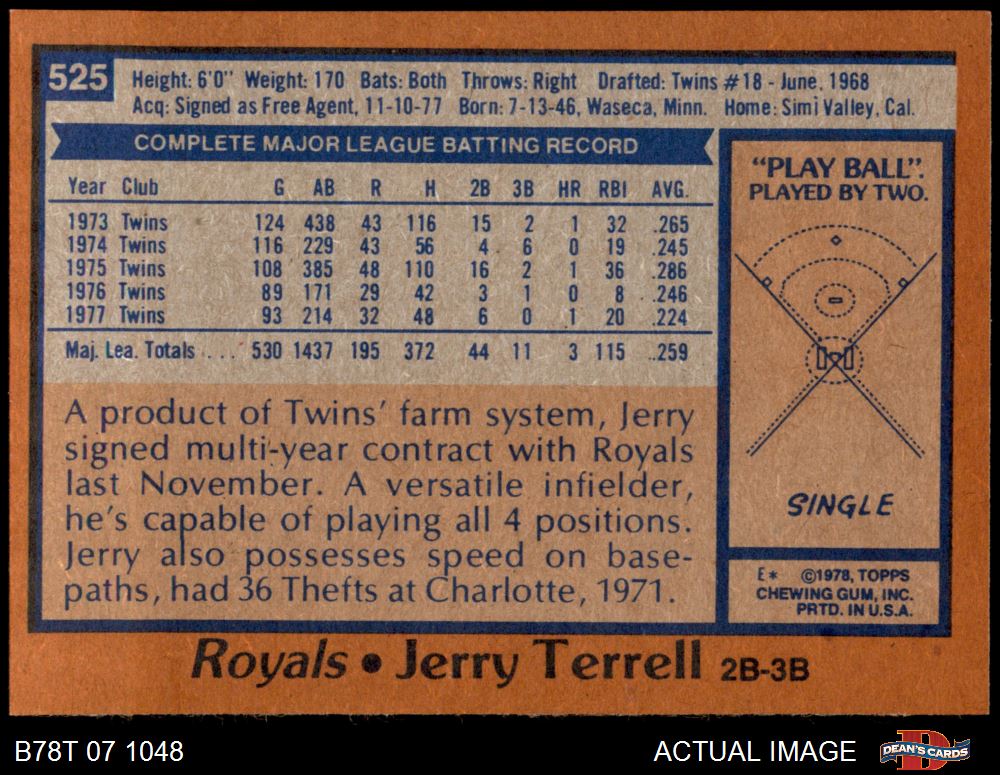 525
Height: 6'0" Weight: 170 Bats: Both Throws: Right Drafted: Twins #18 - June, 1968
Acq: Signed as Free Agent, 11-10-77 Born: 7-13-46, Waseca, Minn. Home: Simi Valley, Cal.
COMPLETE MAJOR LEAGUE BATTING RECORD
Year Club G AB R H 2B 3B HR RBI AVG.
1973 Twins 124 438 43 116 15 2 1 32 .265
1974 Twins 116 229 43 56 4 6 0 19 .245
1975 Twins 108 385 48 110 16 2 1 36 .286
1976 Twins 89 171 29 42 3 1 0 8 .246
1977 Twins 93 214 32 48 6 0 1 20 .224
Maj. Lea. Totals . . . 530 1437 195 372 44 11 3 115 .259
A product of Twins' farm system, Jerry
signed multi-year contract with Royals
last November. A versatile infielder,
he's capable of playing all 4 positions.
Jerry also possesses speed on base-
paths, had 36 Thefts at Charlotte, 1971.
"PLAY BALL".
PLAYED BY TWO.
SINGLE
E* ©1978, TOPPS
CHEWING GUM, INC.
PRTD. IN U.S.A.
Royals • Jerry Terrell 2B-3B
B78T 07 1048 ACTUAL IMAGE
D
DEAN'S CARDS